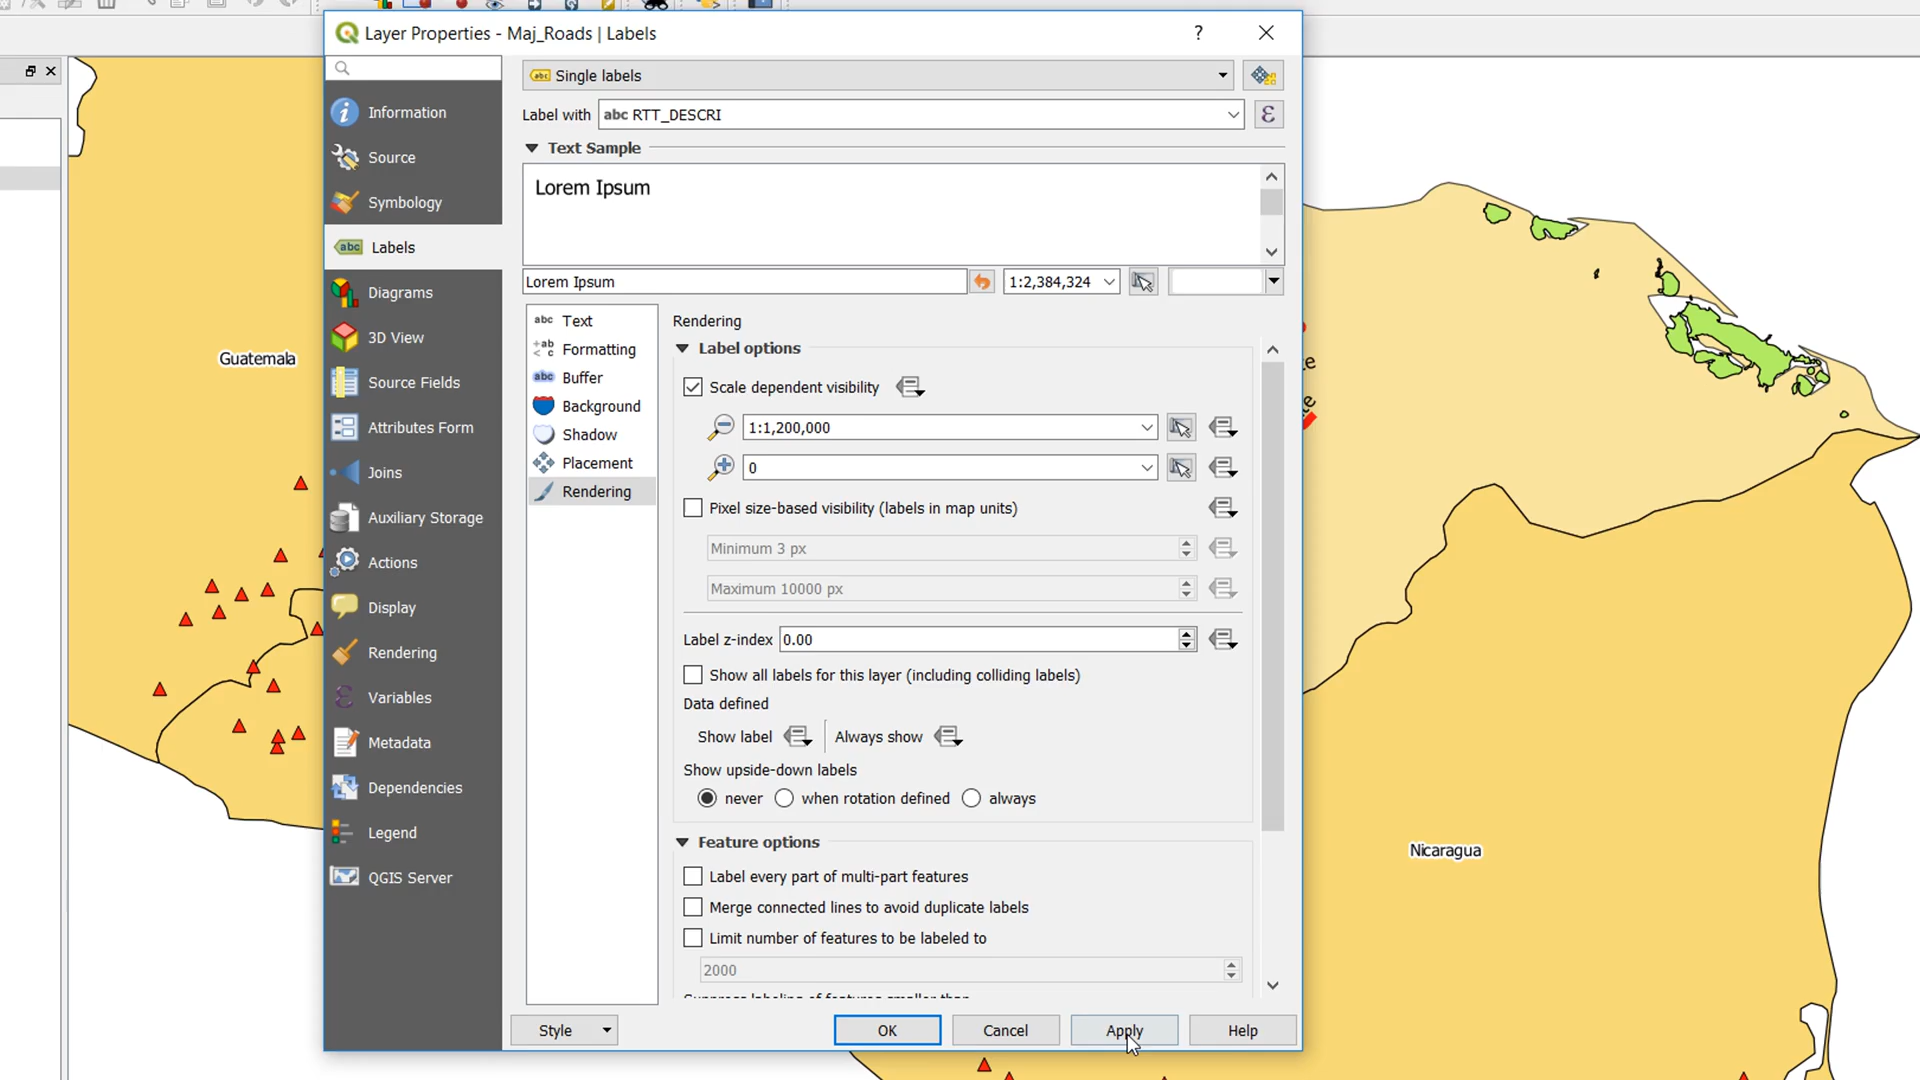 Layer Properties - Maj_Roads | Labels
?
Information
Source
Symbology
abc Labels
Diagrams
3D View
Source Fields
Attributes Form
Joins
Auxiliary Storage
Actions
Display
Rendering
Variables
Metadata
Dependencies
Legend
QGIS Server
abc Single labels
Label with abc RTT_DESCRI
ε
Text Sample
Lorem Ipsum
Lorem Ipsum
1:2,384,324
abc Text
+ab < c Formatting
abc Buffer
Background
Shadow
Placement
Rendering
Rendering
Label options
Scale dependent visibility
1:1,200,000
0
Pixel size-based visibility (labels in map units)
Minimum 3 px
Maximum 10000 px
Label z-index 0.00
Show all labels for this layer (including colliding labels)
Data defined
Show label Always show
Show upside-down labels
never when rotation defined always
Feature options
Label every part of multi-part features
Merge connected lines to avoid duplicate labels
Limit number of features to be labeled to
2000
Style OK Cancel Apply Help
Guatemala
Nicaragua